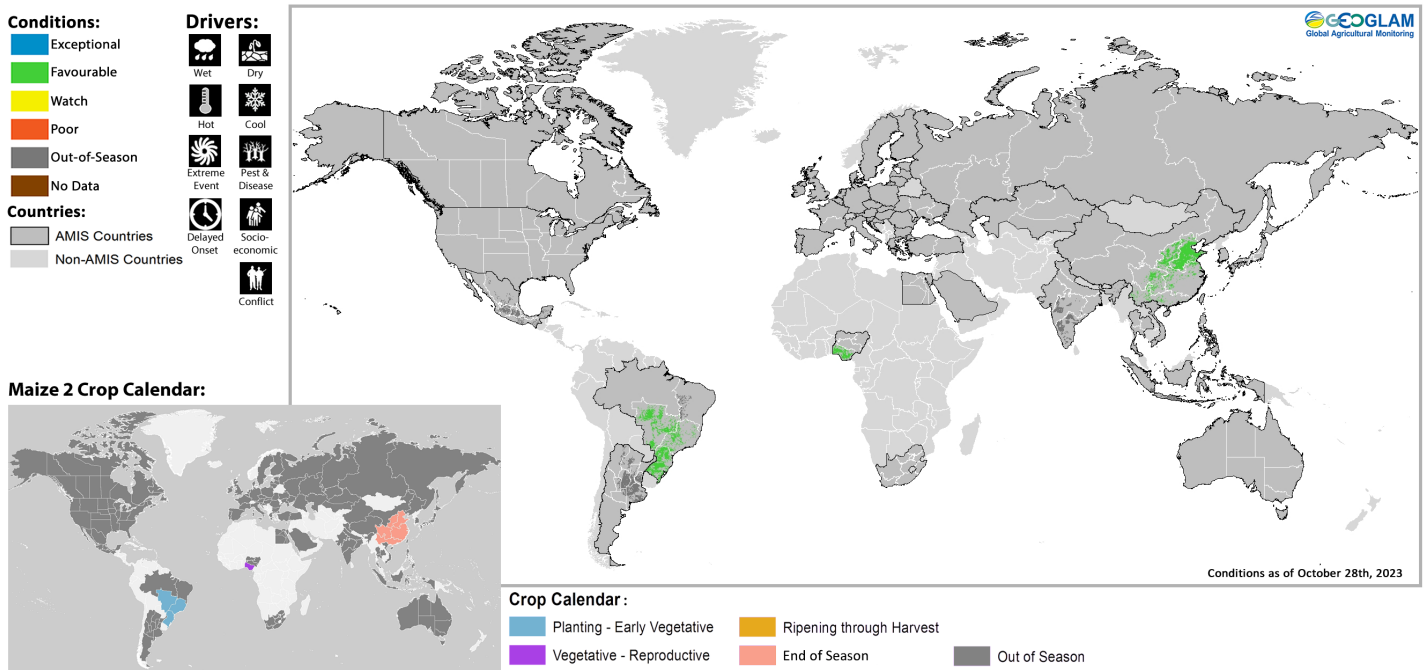 Conditions:
Exceptional
Favourable
Watch
Poor
Out-of-Season
No Data
Countries:
AMIS Countries
Non-AMIS Countries
Drivers:
Wet
Dry
Hot
Cool
Extreme
Event
Pest &
Disease
Delayed
Onset
Socio-
economic
Conflict
GEOGLAM
Global Agricultural Monitoring
Conditions as of October 28th, 2023
Maize 2 Crop Calendar:
Crop Calendar :
Planting - Early Vegetative
Ripening through Harvest
Vegetative - Reproductive
End of Season
Out of Season